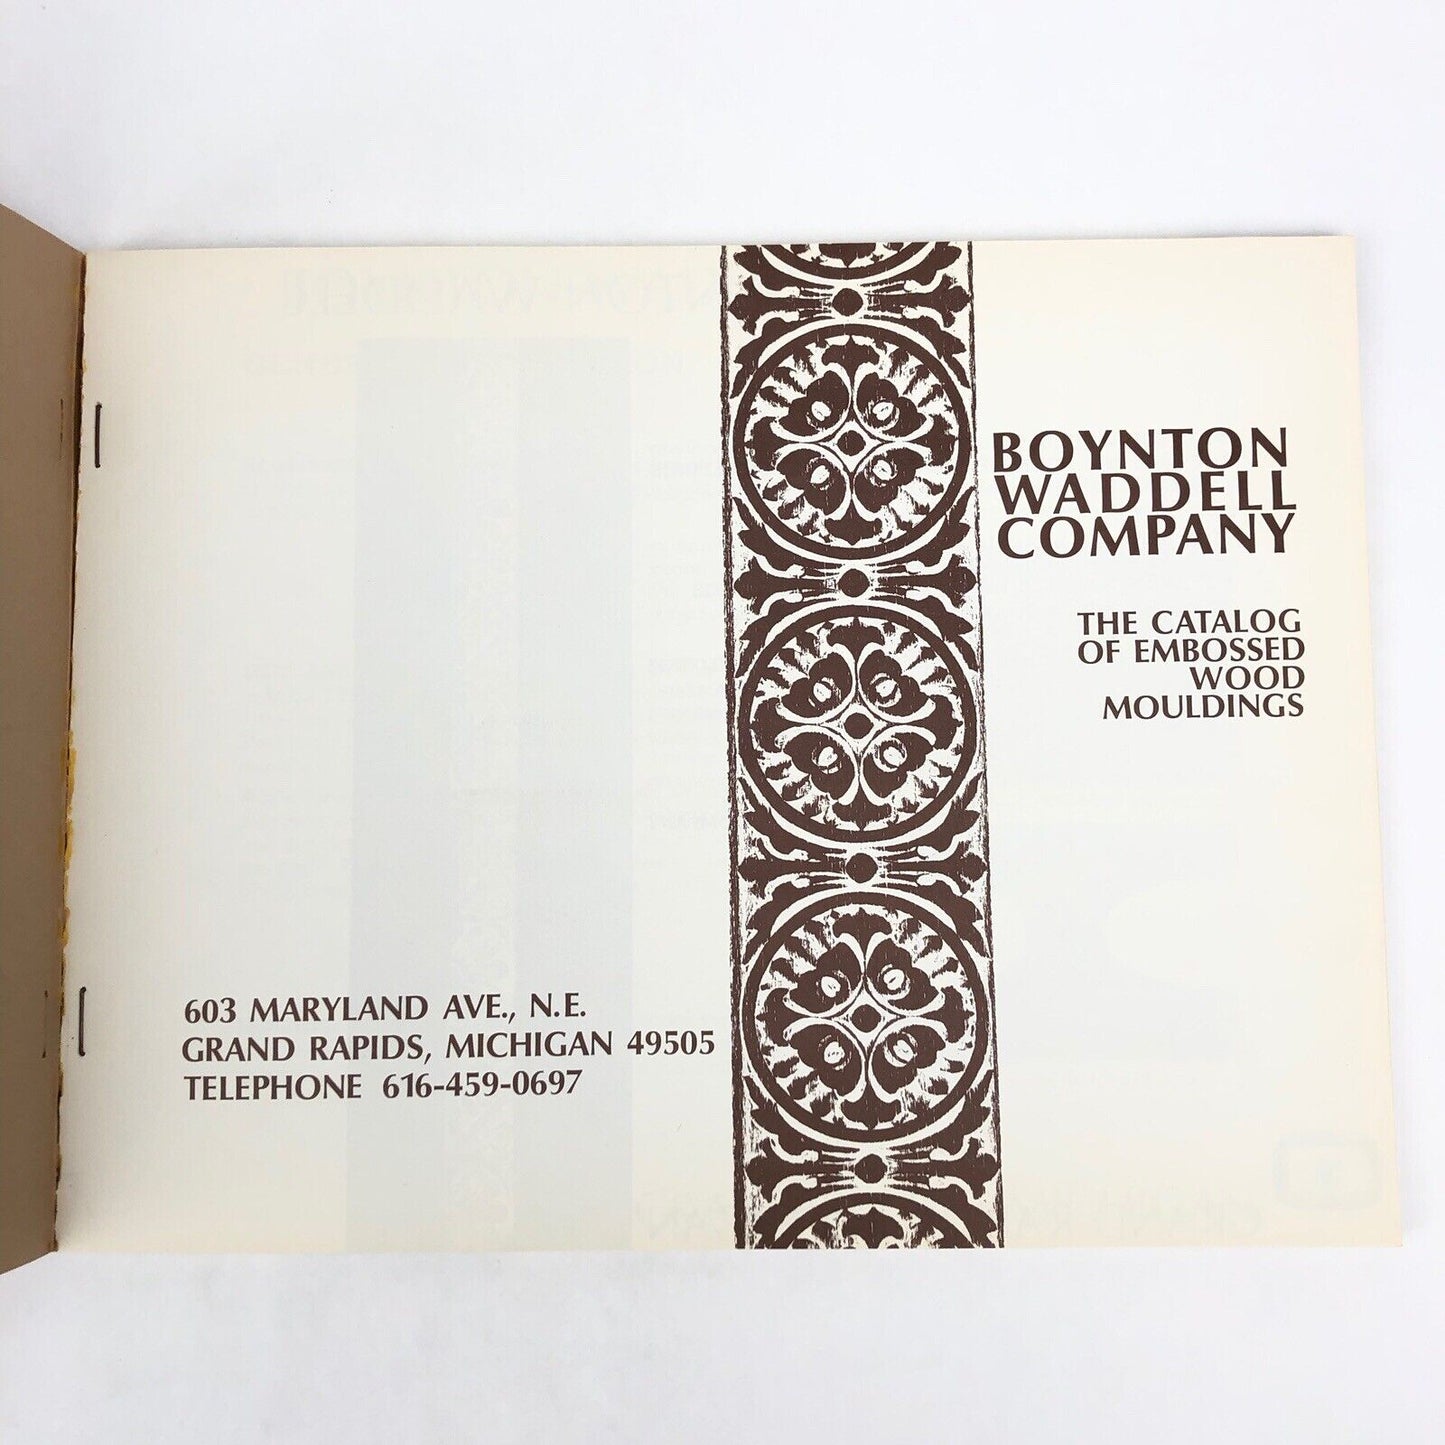 BOYNTON
WADDELL
COMPANY
THE CATALOG
OF EMBOSSED
WOOD
MOULDINGS
603 MARYLAND AVE., N.E.
GRAND RAPIDS, MICHIGAN 49505
TELEPHONE 616-459-0697